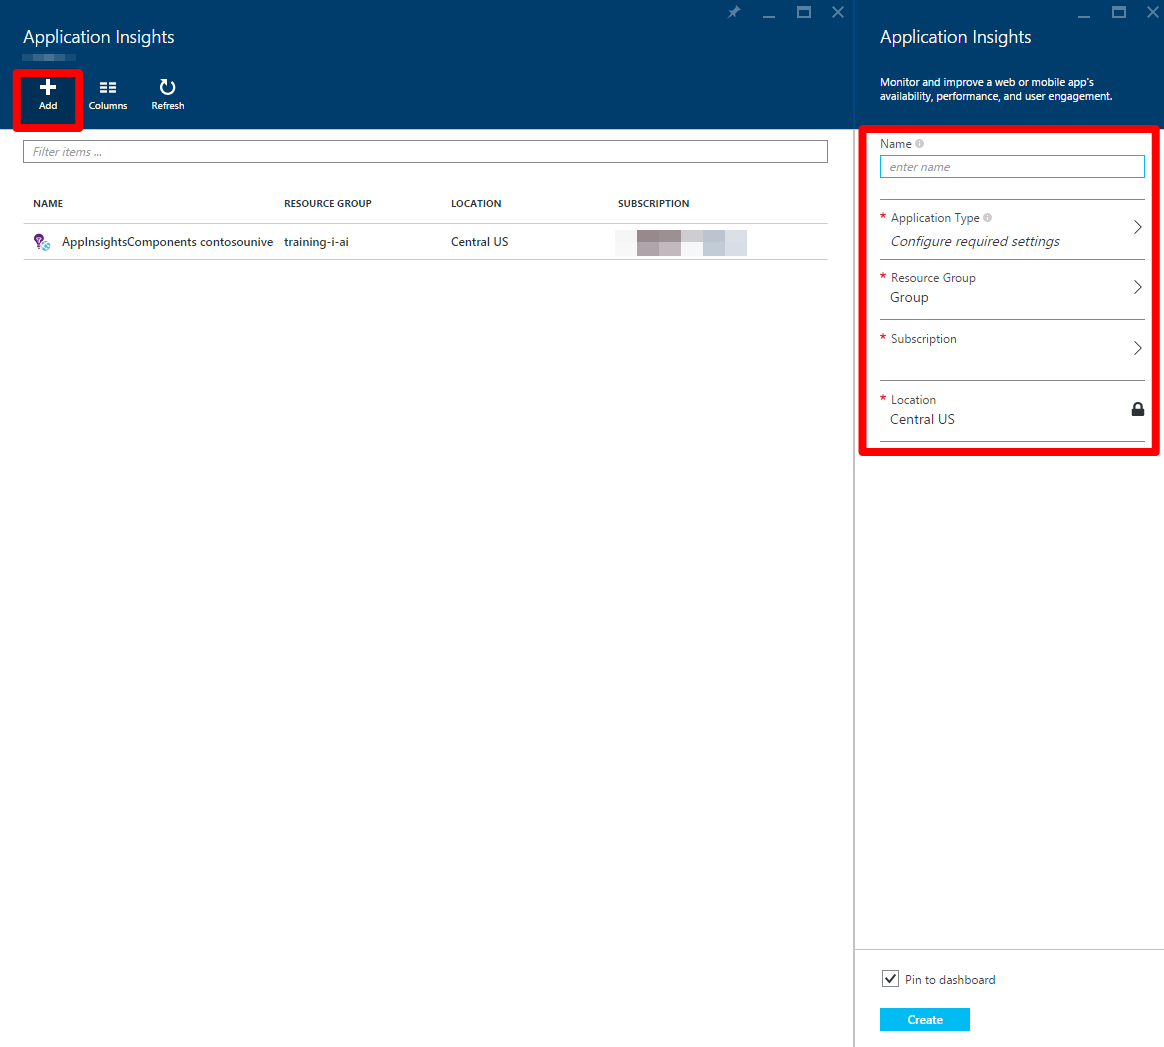 Application Insights
Add
Columns
Refresh
Filter items ...
NAME
RESOURCE GROUP
LOCATION
SUBSCRIPTION
AppInsightsComponents contosounive
training-i-ai
Central US
Application Insights
Monitor and improve a web or mobile app's
availability, performance, and user engagement.
Name
enter name
* Application Type
Configure required settings
* Resource Group
Group
* Subscription
* Location
Central US
Pin to dashboard
Create